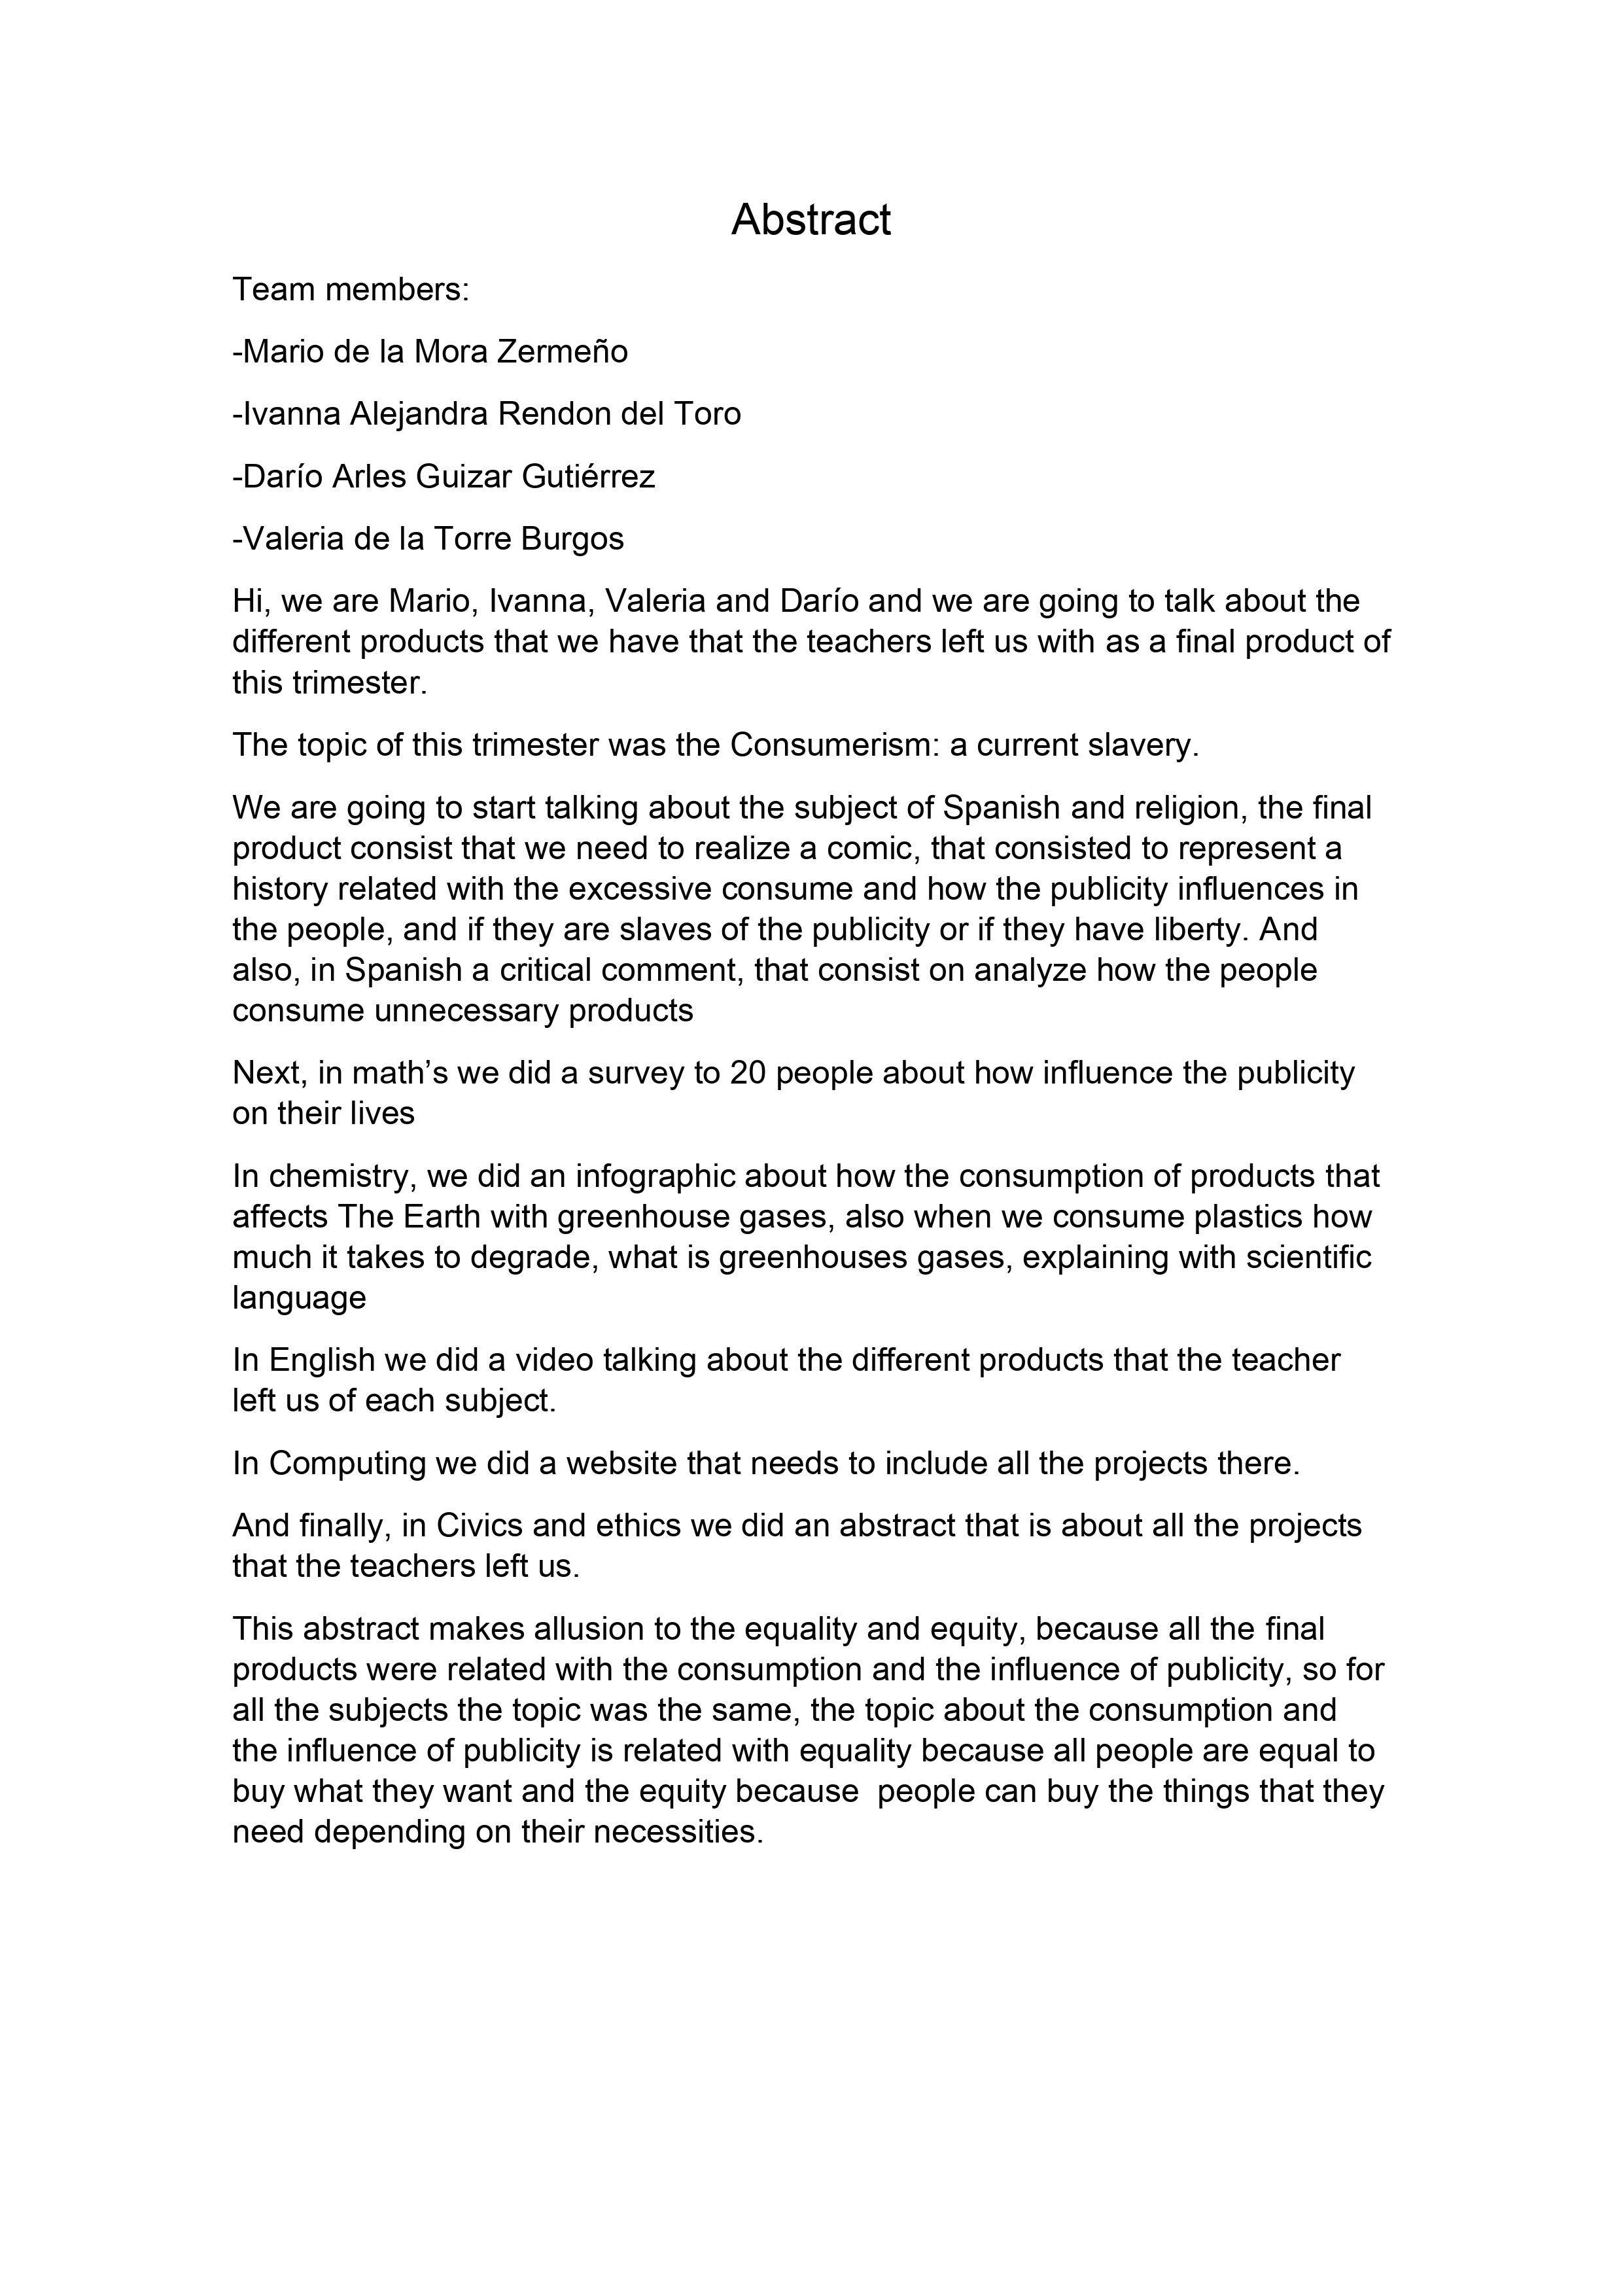 Abstract
Team members:
-Mario de la Mora Zermeño
-Ivanna Alejandra Rendon del Toro
-Darío Arles Guizar Gutiérrez
-Valeria de la Torre Burgos
Hi, we are Mario, Ivanna, Valeria and Darío and we are going to talk about the
different products that we have that the teachers left us with as a final product of
this trimester.
The topic of this trimester was the Consumerism: a current slavery.
We are going to start talking about the subject of Spanish and religion, the final
product consist that we need to realize a comic, that consisted to represent a
history related with the excessive consume and how the publicity influences in
the people, and if they are slaves of the publicity or if they have liberty. And
also, in Spanish a critical comment, that consist on analyze how the people
consume unnecessary products
Next, in math’s we did a survey to 20 people about how influence the publicity
on their lives
In chemistry, we did an infographic about how the consumption of products that
affects The Earth with greenhouse gases, also when we consume plastics how
much it takes to degrade, what is greenhouses gases, explaining with scientific
language
In English we did a video talking about the different products that the teacher
left us of each subject.
In Computing we did a website that needs to include all the projects there.
And finally, in Civics and ethics we did an abstract that is about all the projects
that the teachers left us.
This abstract makes allusion to the equality and equity, because all the final
products were related with the consumption and the influence of publicity, so for
all the subjects the topic was the same, the topic about the consumption and
the influence of publicity is related with equality because all people are equal to
buy what they want and the equity because  people can buy the things that they
need depending on their necessities.